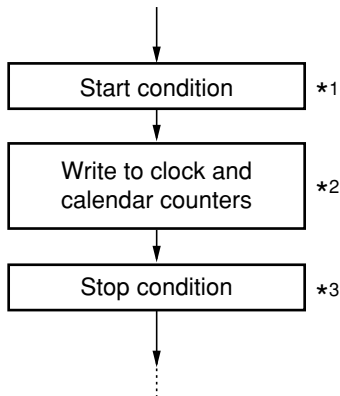 Start condition *1
Write to clock and
calendar counters *2
Stop condition *3